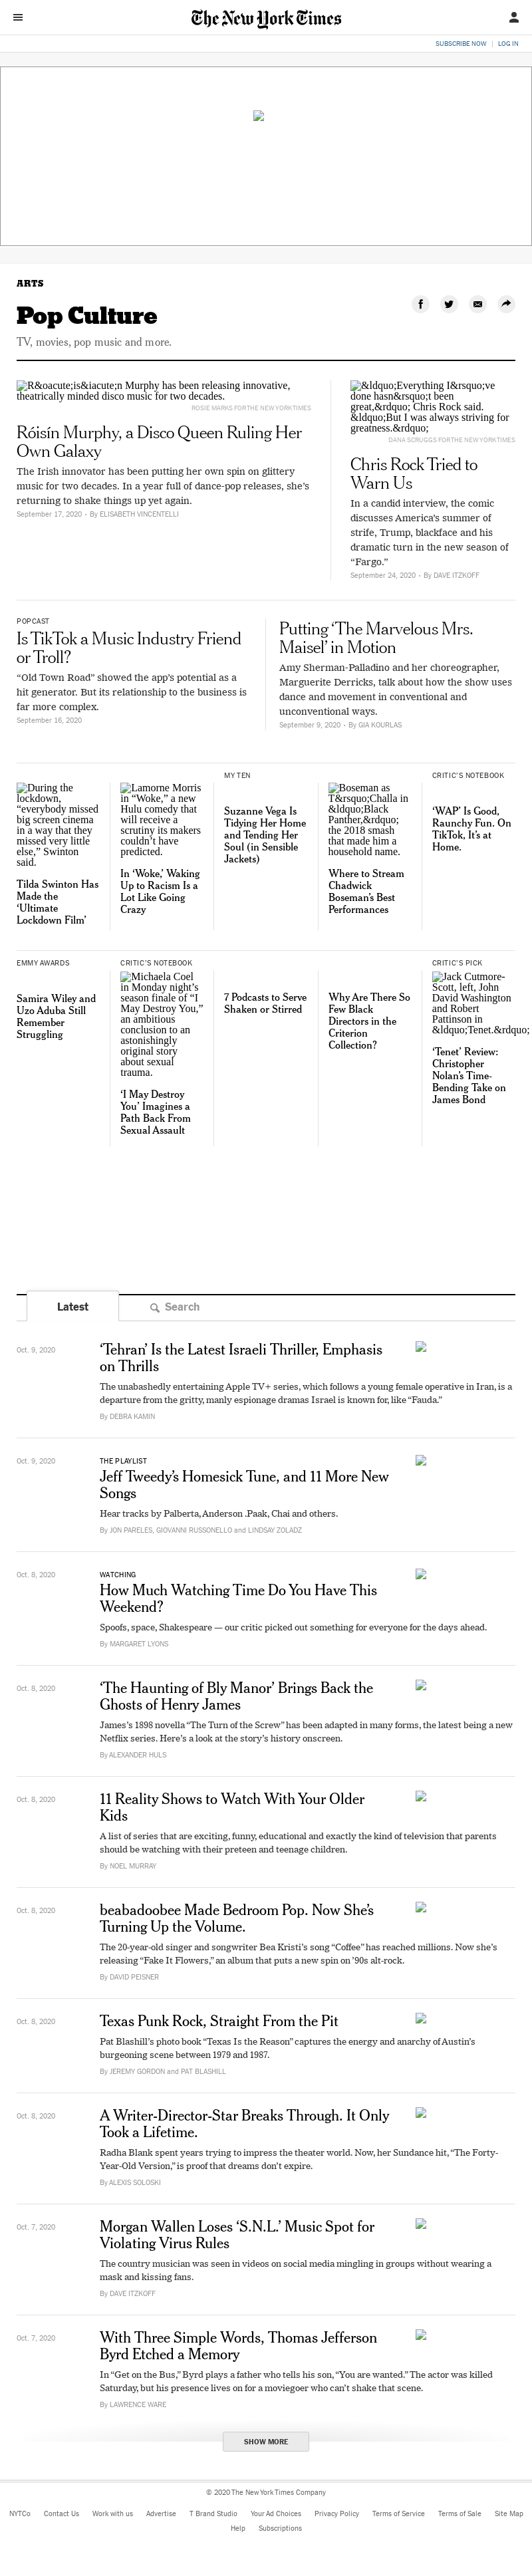 The New York Times
SUBSCRIBE NOW | LOG IN
ARTS
Pop Culture
TV, movies, pop music and more.
R&oacute;is&iacute;n Murphy has been releasing innovative,
theatrically minded disco music for two decades.
ROSIE MARKS FOR THE NEW YORK TIMES
Róisín Murphy, a Disco Queen Ruling Her
Own Galaxy
The Irish innovator has been putting her own spin on glittery
music for two decades. In a year full of dance-pop releases, she’s
returning to shake things up yet again.
September 17, 2020 · By ELISABETH VINCENTELLI
&ldquo;Everything I&rsquo;ve
done hasn&rsquo;t been
great,&rdquo; Chris Rock said.
&ldquo;But I was always striving for
greatness.&rdquo;
DANA SCRUGGS FOR THE NEW YORK TIMES
Chris Rock Tried to
Warn Us
In a candid interview, the comic
discusses America’s summer of
strife, Trump, blackface and his
dramatic turn in the new season of
“Fargo.”
September 24, 2020 · By DAVE ITZKOFF
POPCAST
Is TikTok a Music Industry Friend
or Troll?
“Old Town Road” showed the app’s potential as a
hit generator. But its relationship to the business is
far more complex.
September 16, 2020
Putting ‘The Marvelous Mrs.
Maisel’ in Motion
Amy Sherman-Palladino and her choreographer,
Marguerite Derricks, talk about how the show uses
dance and movement in conventional and
unconventional ways.
September 9, 2020 · By GIA KOURLAS
During the
lockdown,
“everybody missed
big screen cinema
in a way that they
missed very little
else,” Swinton
said.
Tilda Swinton Has
Made the
‘Ultimate
Lockdown Film’
Lamorne Morris
in “Woke,” a new
Hulu comedy that
will receive a
scrutiny its makers
couldn’t have
predicted.
In ‘Woke,’ Waking
Up to Racism Is a
Lot Like Going
Crazy
MY TEN
Suzanne Vega Is
Tidying Her Home
and Tending Her
Soul (in Sensible
Jackets)
Boseman as
T&rsquo;Challa in
&ldquo;Black
Panther,&rdquo;
the 2018 smash
that made him a
household name.
Where to Stream
Chadwick
Boseman’s Best
Performances
CRITIC’S NOTEBOOK
‘WAP’ Is Good,
Raunchy Fun. On
TikTok, It’s at
Home.
EMMY AWARDS
Samira Wiley and
Uzo Aduba Still
Remember
Struggling
CRITIC’S NOTEBOOK
Michaela Coel
in Monday night’s
season finale of “I
May Destroy You,”
an ambitious
conclusion to an
astonishingly
original story
about sexual
trauma.
‘I May Destroy
You’ Imagines a
Path Back From
Sexual Assault
7 Podcasts to Serve
Shaken or Stirred
Why Are There So
Few Black
Directors in the
Criterion
Collection?
CRITIC’S PICK
Jack Cutmore-
Scott, left, John
David Washington
and Robert
Pattinson in
&ldquo;Tenet.&rdquo;
‘Tenet’ Review:
Christopher
Nolan’s Time-
Bending Take on
James Bond
Latest
Search
Oct. 9, 2020
‘Tehran’ Is the Latest Israeli Thriller, Emphasis
on Thrills
The unabashedly entertaining Apple TV+ series, which follows a young female operative in Iran, is a
departure from the gritty, manly espionage dramas Israel is known for, like “Fauda.”
By DEBRA KAMIN
Oct. 9, 2020
THE PLAYLIST
Jeff Tweedy’s Homesick Tune, and 11 More New
Songs
Hear tracks by Palberta, Anderson .Paak, Chai and others.
By JON PARELES, GIOVANNI RUSSONELLO and LINDSAY ZOLADZ
Oct. 8, 2020
WATCHING
How Much Watching Time Do You Have This
Weekend?
Spoofs, space, Shakespeare — our critic picked out something for everyone for the days ahead.
By MARGARET LYONS
Oct. 8, 2020
‘The Haunting of Bly Manor’ Brings Back the
Ghosts of Henry James
James’s 1898 novella “The Turn of the Screw” has been adapted in many forms, the latest being a new
Netflix series. Here’s a look at the story’s history onscreen.
By ALEXANDER HULS
Oct. 8, 2020
11 Reality Shows to Watch With Your Older
Kids
A list of series that are exciting, funny, educational and exactly the kind of television that parents
should be watching with their preteen and teenage children.
By NOEL MURRAY
Oct. 8, 2020
beabadoobee Made Bedroom Pop. Now She’s
Turning Up the Volume.
The 20-year-old singer and songwriter Bea Kristi’s song “Coffee” has reached millions. Now she’s
releasing “Fake It Flowers,” an album that puts a new spin on ’90s alt-rock.
By DAVID PEISNER
Oct. 8, 2020
Texas Punk Rock, Straight From the Pit
Pat Blashill’s photo book “Texas Is the Reason” captures the energy and anarchy of Austin’s
burgeoning scene between 1979 and 1987.
By JEREMY GORDON and PAT BLASHILL
Oct. 8, 2020
A Writer-Director-Star Breaks Through. It Only
Took a Lifetime.
Radha Blank spent years trying to impress the theater world. Now, her Sundance hit, “The Forty-
Year-Old Version,” is proof that dreams don’t expire.
By ALEXIS SOLOSKI
Oct. 7, 2020
Morgan Wallen Loses ‘S.N.L.’ Music Spot for
Violating Virus Rules
The country musician was seen in videos on social media mingling in groups without wearing a
mask and kissing fans.
By DAVE ITZKOFF
Oct. 7, 2020
With Three Simple Words, Thomas Jefferson
Byrd Etched a Memory
In “Get on the Bus,” Byrd plays a father who tells his son, “You are wanted.” The actor was killed
Saturday, but his presence lives on for a moviegoer who can’t shake that scene.
By LAWRENCE WARE
SHOW MORE
© 2020 The New York Times Company
NYTCo Contact Us Work with us Advertise T Brand Studio Your Ad Choices Privacy Policy Terms of Service Terms of Sale Site Map
Help Subscriptions